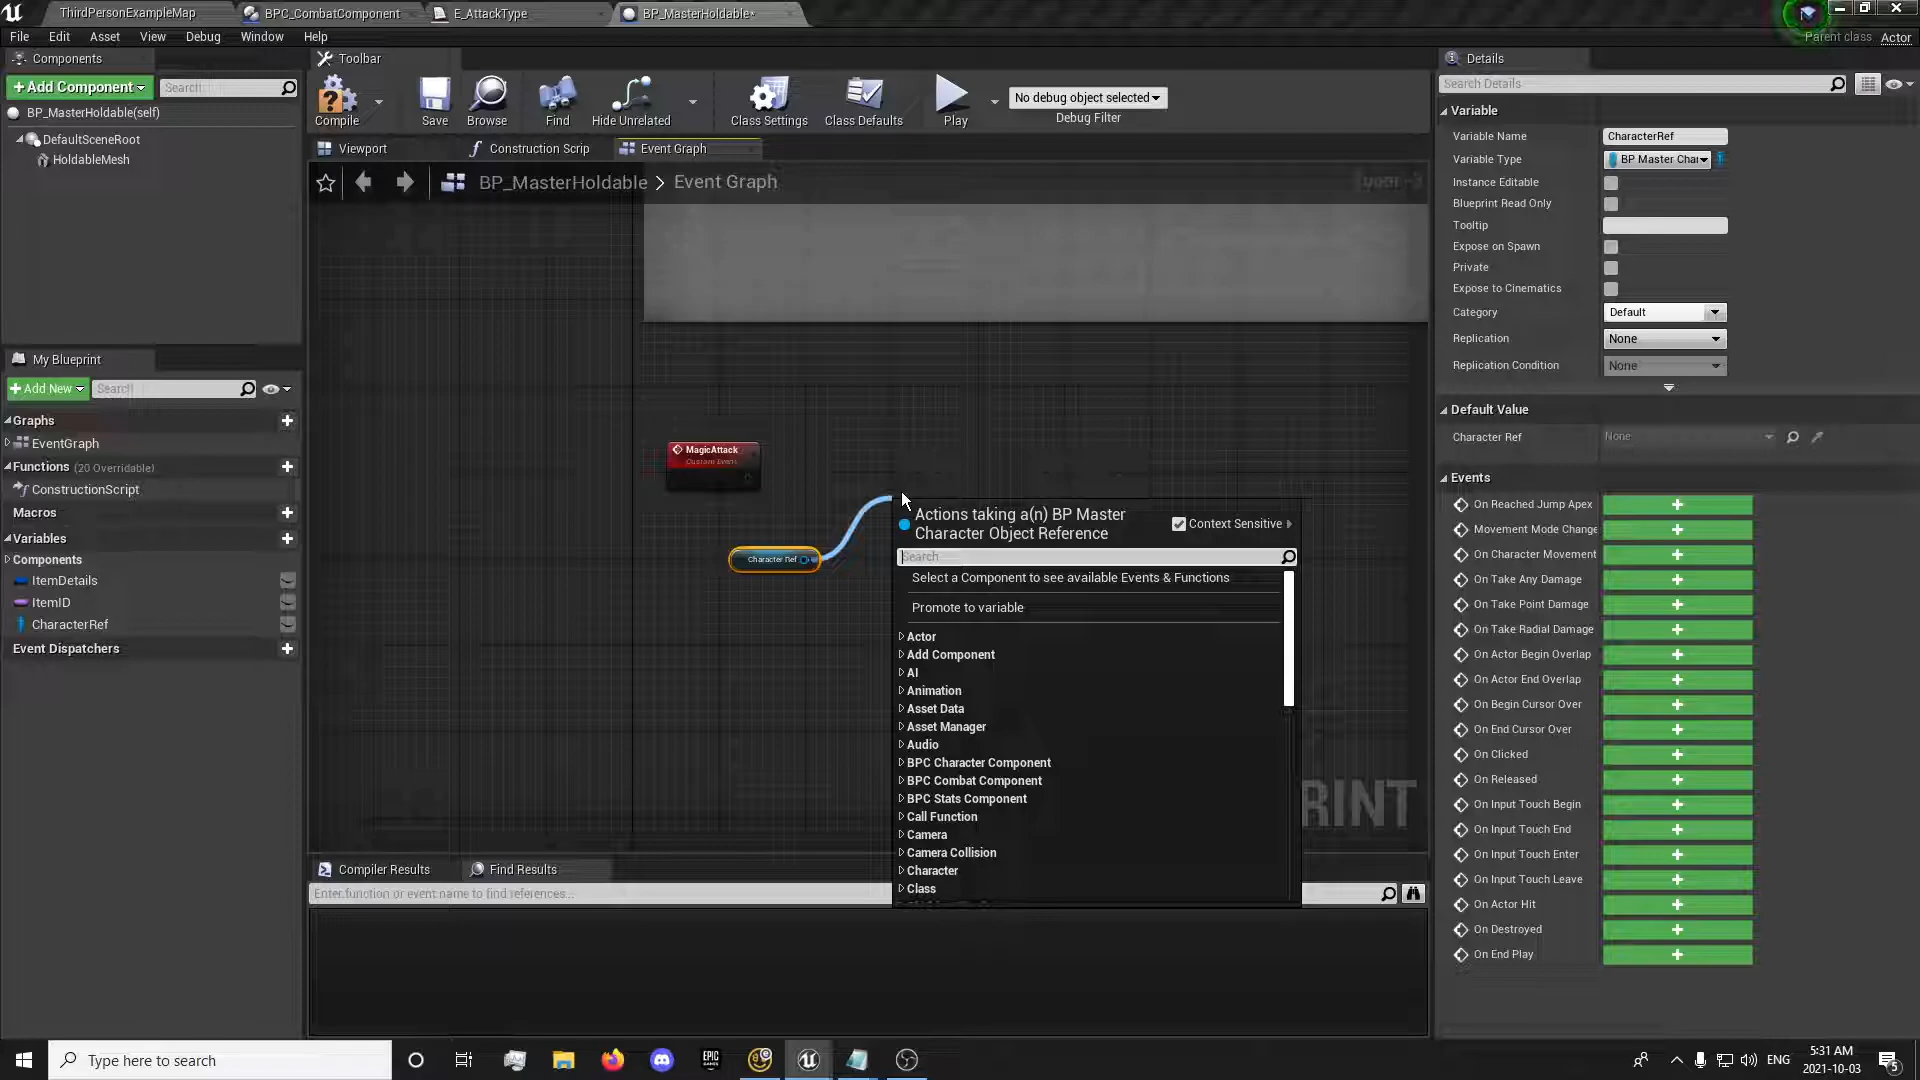 ThirdPersonExampleMap
BPC_CombatComponent
E_AttackType
BP_MasterHoldable*
File Edit Asset View Debug Window Help
Parent class Actor
Components
+Add Component
Search
BP_MasterHoldable(self)
DefaultSceneRoot
HoldableMesh
Toolbar
Compile
Save
Browse
Find
Hide Unrelated
Class Settings
Class Defaults
Play
No debug object selected
Debug Filter
Viewport
Construction Scrip
Event Graph
BP_MasterHoldable > Event Graph
MagicAttack
Custom Event
Character Ref
Actions taking a(n) BP Master
Character Object Reference
Context Sensitive
Search
Select a Component to see available Events & Functions
Promote to variable
Actor
Add Component
AI
Animation
Asset Data
Asset Manager
Audio
BPC Character Component
BPC Combat Component
BPC Stats Component
Call Function
Camera
Camera Collision
Character
Class
RINT
My Blueprint
+Add New
Search
Graphs
EventGraph
Functions (20 Overridable)
ConstructionScript
Macros
Variables
Components
ItemDetails
ItemID
CharacterRef
Event Dispatchers
Compiler Results
Find Results
Enter function or event name to find references...
Details
Search Details
Variable
Variable Name CharacterRef
Variable Type BP Master Char
Instance Editable
Blueprint Read Only
Tooltip
Expose on Spawn
Private
Expose to Cinematics
Category Default
Replication None
Replication Condition None
Default Value
Character Ref None
Events
On Reached Jump Apex
Movement Mode Change
On Character Movement
On Take Any Damage
On Take Point Damage
On Take Radial Damage
On Actor Begin Overlap
On Actor End Overlap
On Begin Cursor Over
On End Cursor Over
On Clicked
On Released
On Input Touch Begin
On Input Touch End
On Input Touch Enter
On Input Touch Leave
On Actor Hit
On Destroyed
On End Play
Type here to search
EPIC
GAMES
ENG
5:31 AM
2021-10-03
5